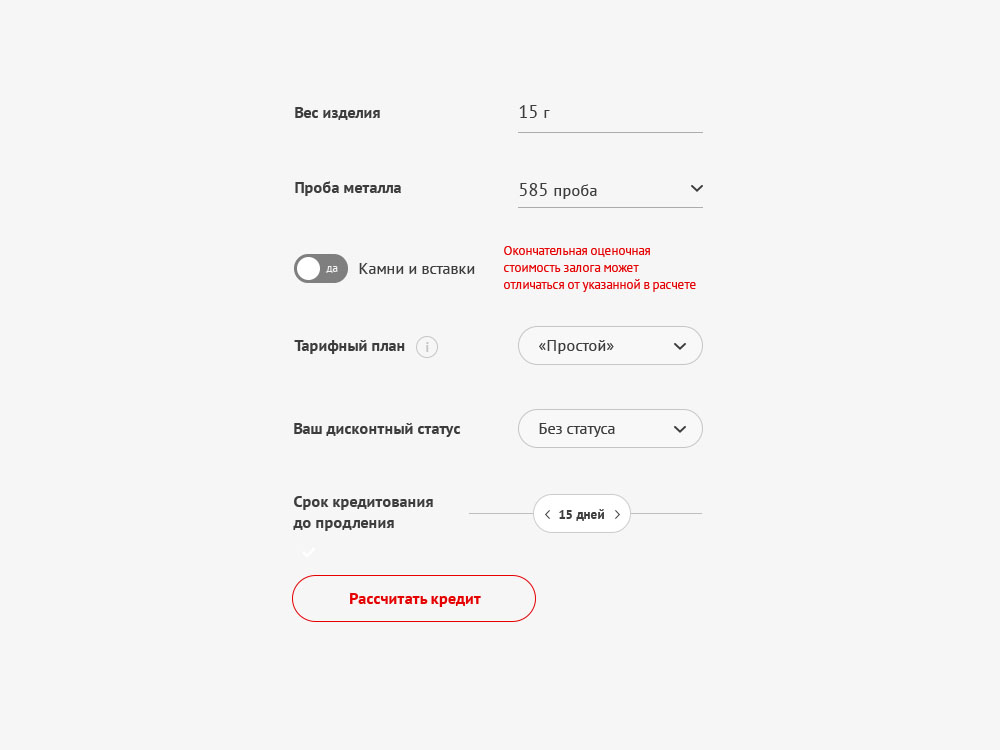 Вес изделия
15 г
Проба металла
585 проба
да
Камни и вставки
Окончательная оценочная
стоимость залога может
отличаться от указанной в расчете
Тарифный план
i
«Простой»
Ваш дисконтный статус
Без статуса
Срок кредитования
до продления
15 дней
Рассчитать кредит